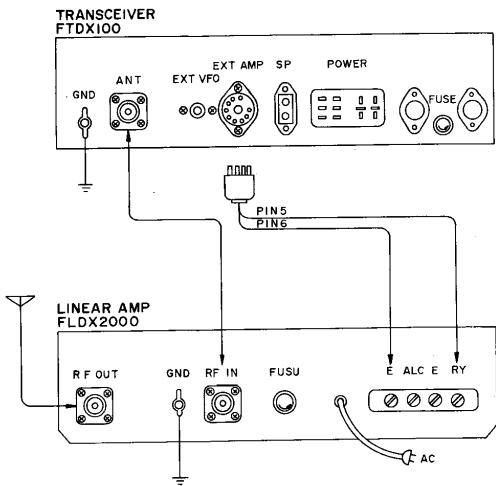 TRANSCEIVER
FTDX100
GND
ANT
EXT VFO
EXT AMP
SP
POWER
FUSE
PIN5
PIN6
LINEAR AMP
FLDX2000
RF OUT
GND
RF IN
FUSU
E ALC E RY
AC